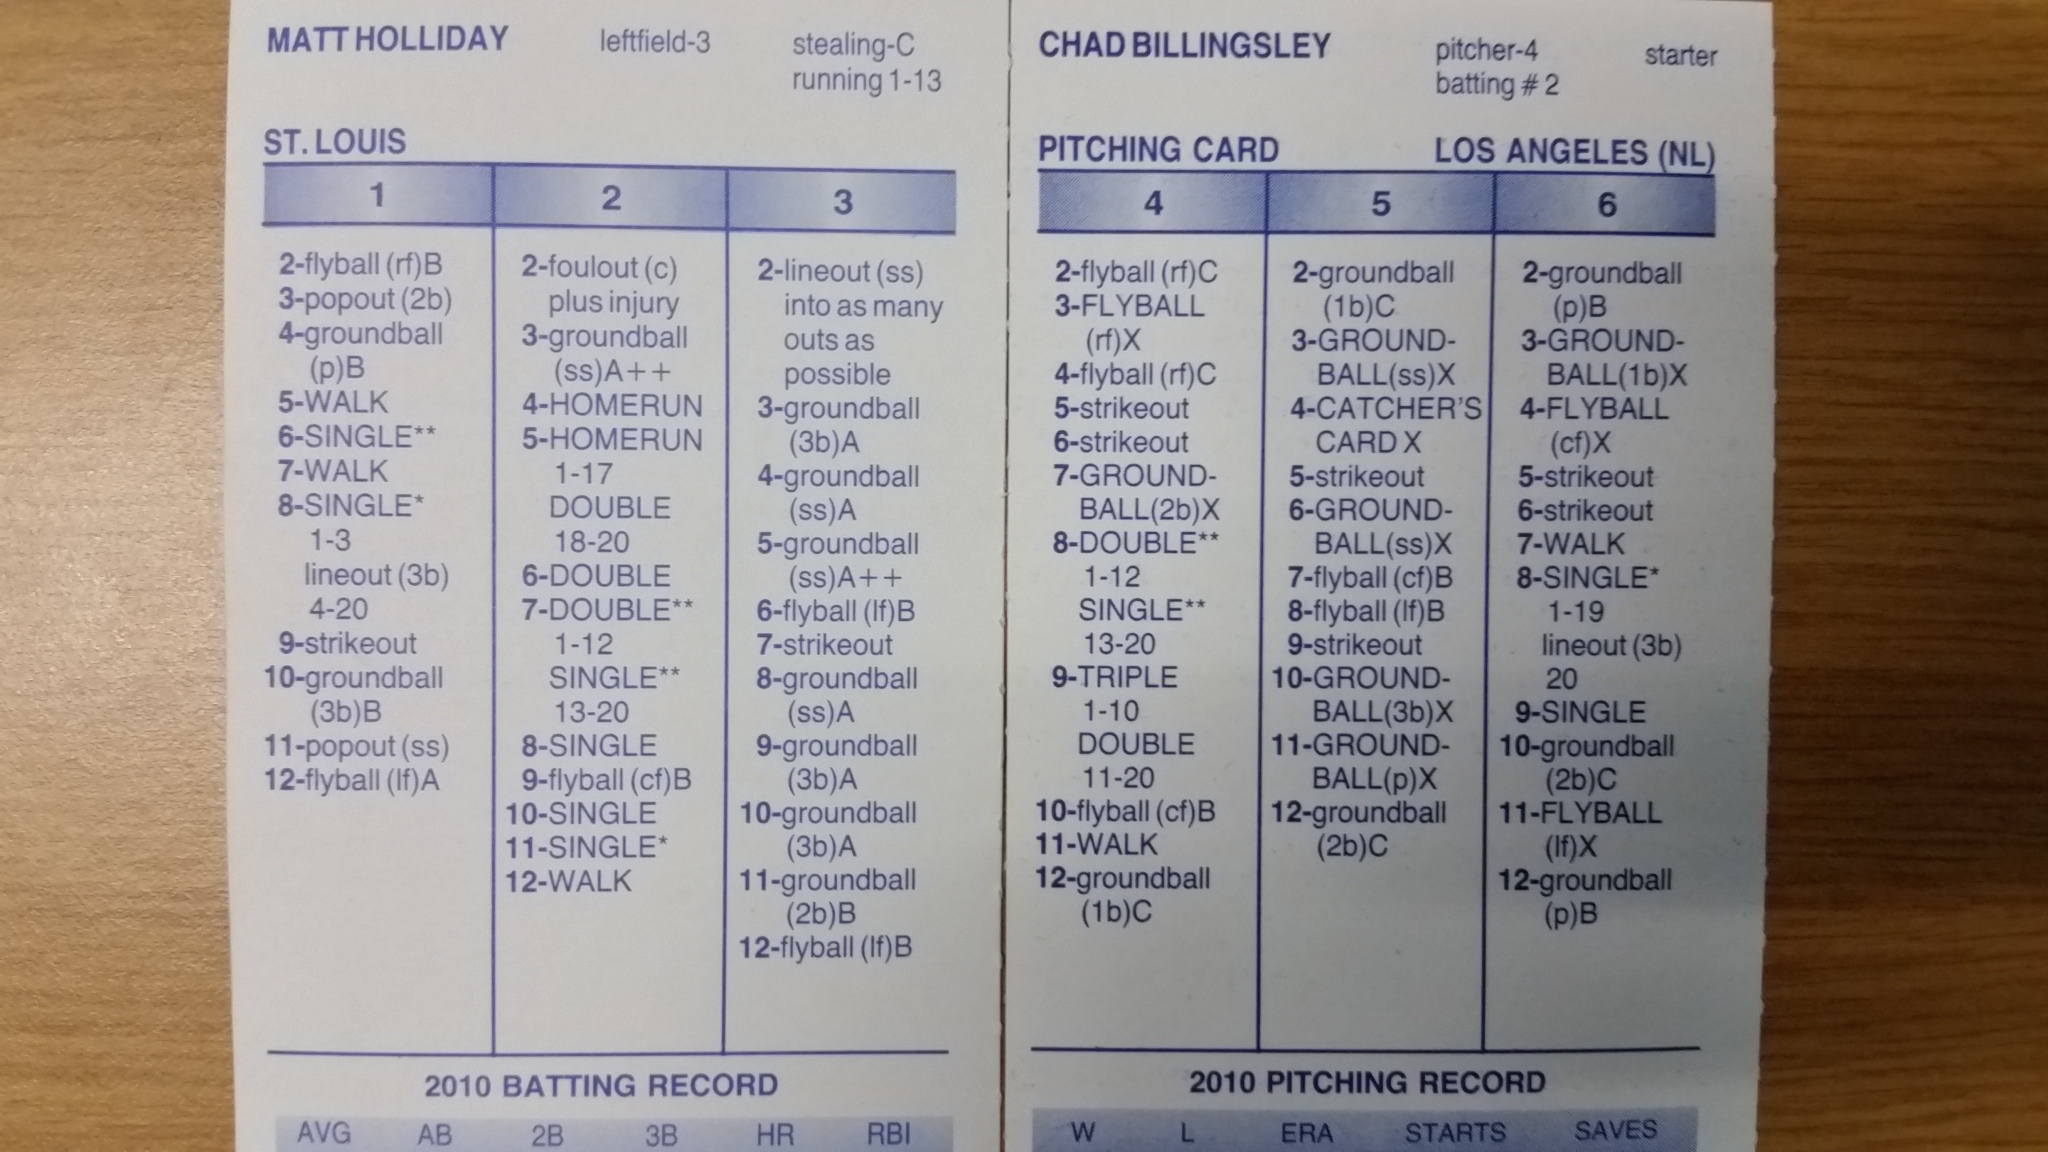 MATT HOLLIDAY leftfield-3 stealing-C
running 1-13
ST. LOUIS
1 2 3
2-flyball (rf)B
3-popout (2b)
4-groundball
(p)B
5-WALK
6-SINGLE**
7-WALK
8-SINGLE*
1-3
lineout (3b)
4-20
9-strikeout
10-groundball
(3b)B
11-popout (ss)
12-flyball (lf)A
2-foulout (c)
plus injury
3-groundball
(ss)A++
4-HOMERUN
5-HOMERUN
1-17
DOUBLE
18-20
6-DOUBLE
7-DOUBLE**
1-12
SINGLE**
13-20
8-SINGLE
9-flyball (cf)B
10-SINGLE
11-SINGLE*
12-WALK
2-lineout (ss)
into as many
outs as
possible
3-groundball
(3b)A
4-groundball
(ss)A
5-groundball
(ss)A++
6-flyball (lf)B
7-strikeout
8-groundball
(ss)A
9-groundball
(3b)A
10-groundball
(3b)A
11-groundball
(2b)B
12-flyball (lf)B
2010 BATTING RECORD
AVG AB 2B 3B HR RBI
CHAD BILLINGSLEY pitcher-4 starter
batting # 2
PITCHING CARD LOS ANGELES (NL)
4 5 6
2-flyball (rf)C
3-FLYBALL
(rf)X
4-flyball (rf)C
5-strikeout
6-strikeout
7-GROUND-
BALL(2b)X
8-DOUBLE**
1-12
SINGLE**
13-20
9-TRIPLE
1-10
DOUBLE
11-20
10-flyball (cf)B
11-WALK
12-groundball
(1b)C
2-groundball
(1b)C
3-GROUND-
BALL(ss)X
4-CATCHER'S
CARD X
5-strikeout
6-GROUND-
BALL(ss)X
7-flyball (cf)B
8-flyball (lf)B
9-strikeout
10-GROUND-
BALL(3b)X
11-GROUND-
BALL(p)X
12-groundball
(2b)C
2-groundball
(p)B
3-GROUND-
BALL(1b)X
4-FLYBALL
(cf)X
5-strikeout
6-strikeout
7-WALK
8-SINGLE*
1-19
lineout (3b)
20
9-SINGLE
10-groundball
(2b)C
11-FLYBALL
(lf)X
12-groundball
(p)B
2010 PITCHING RECORD
W L ERA STARTS SAVES